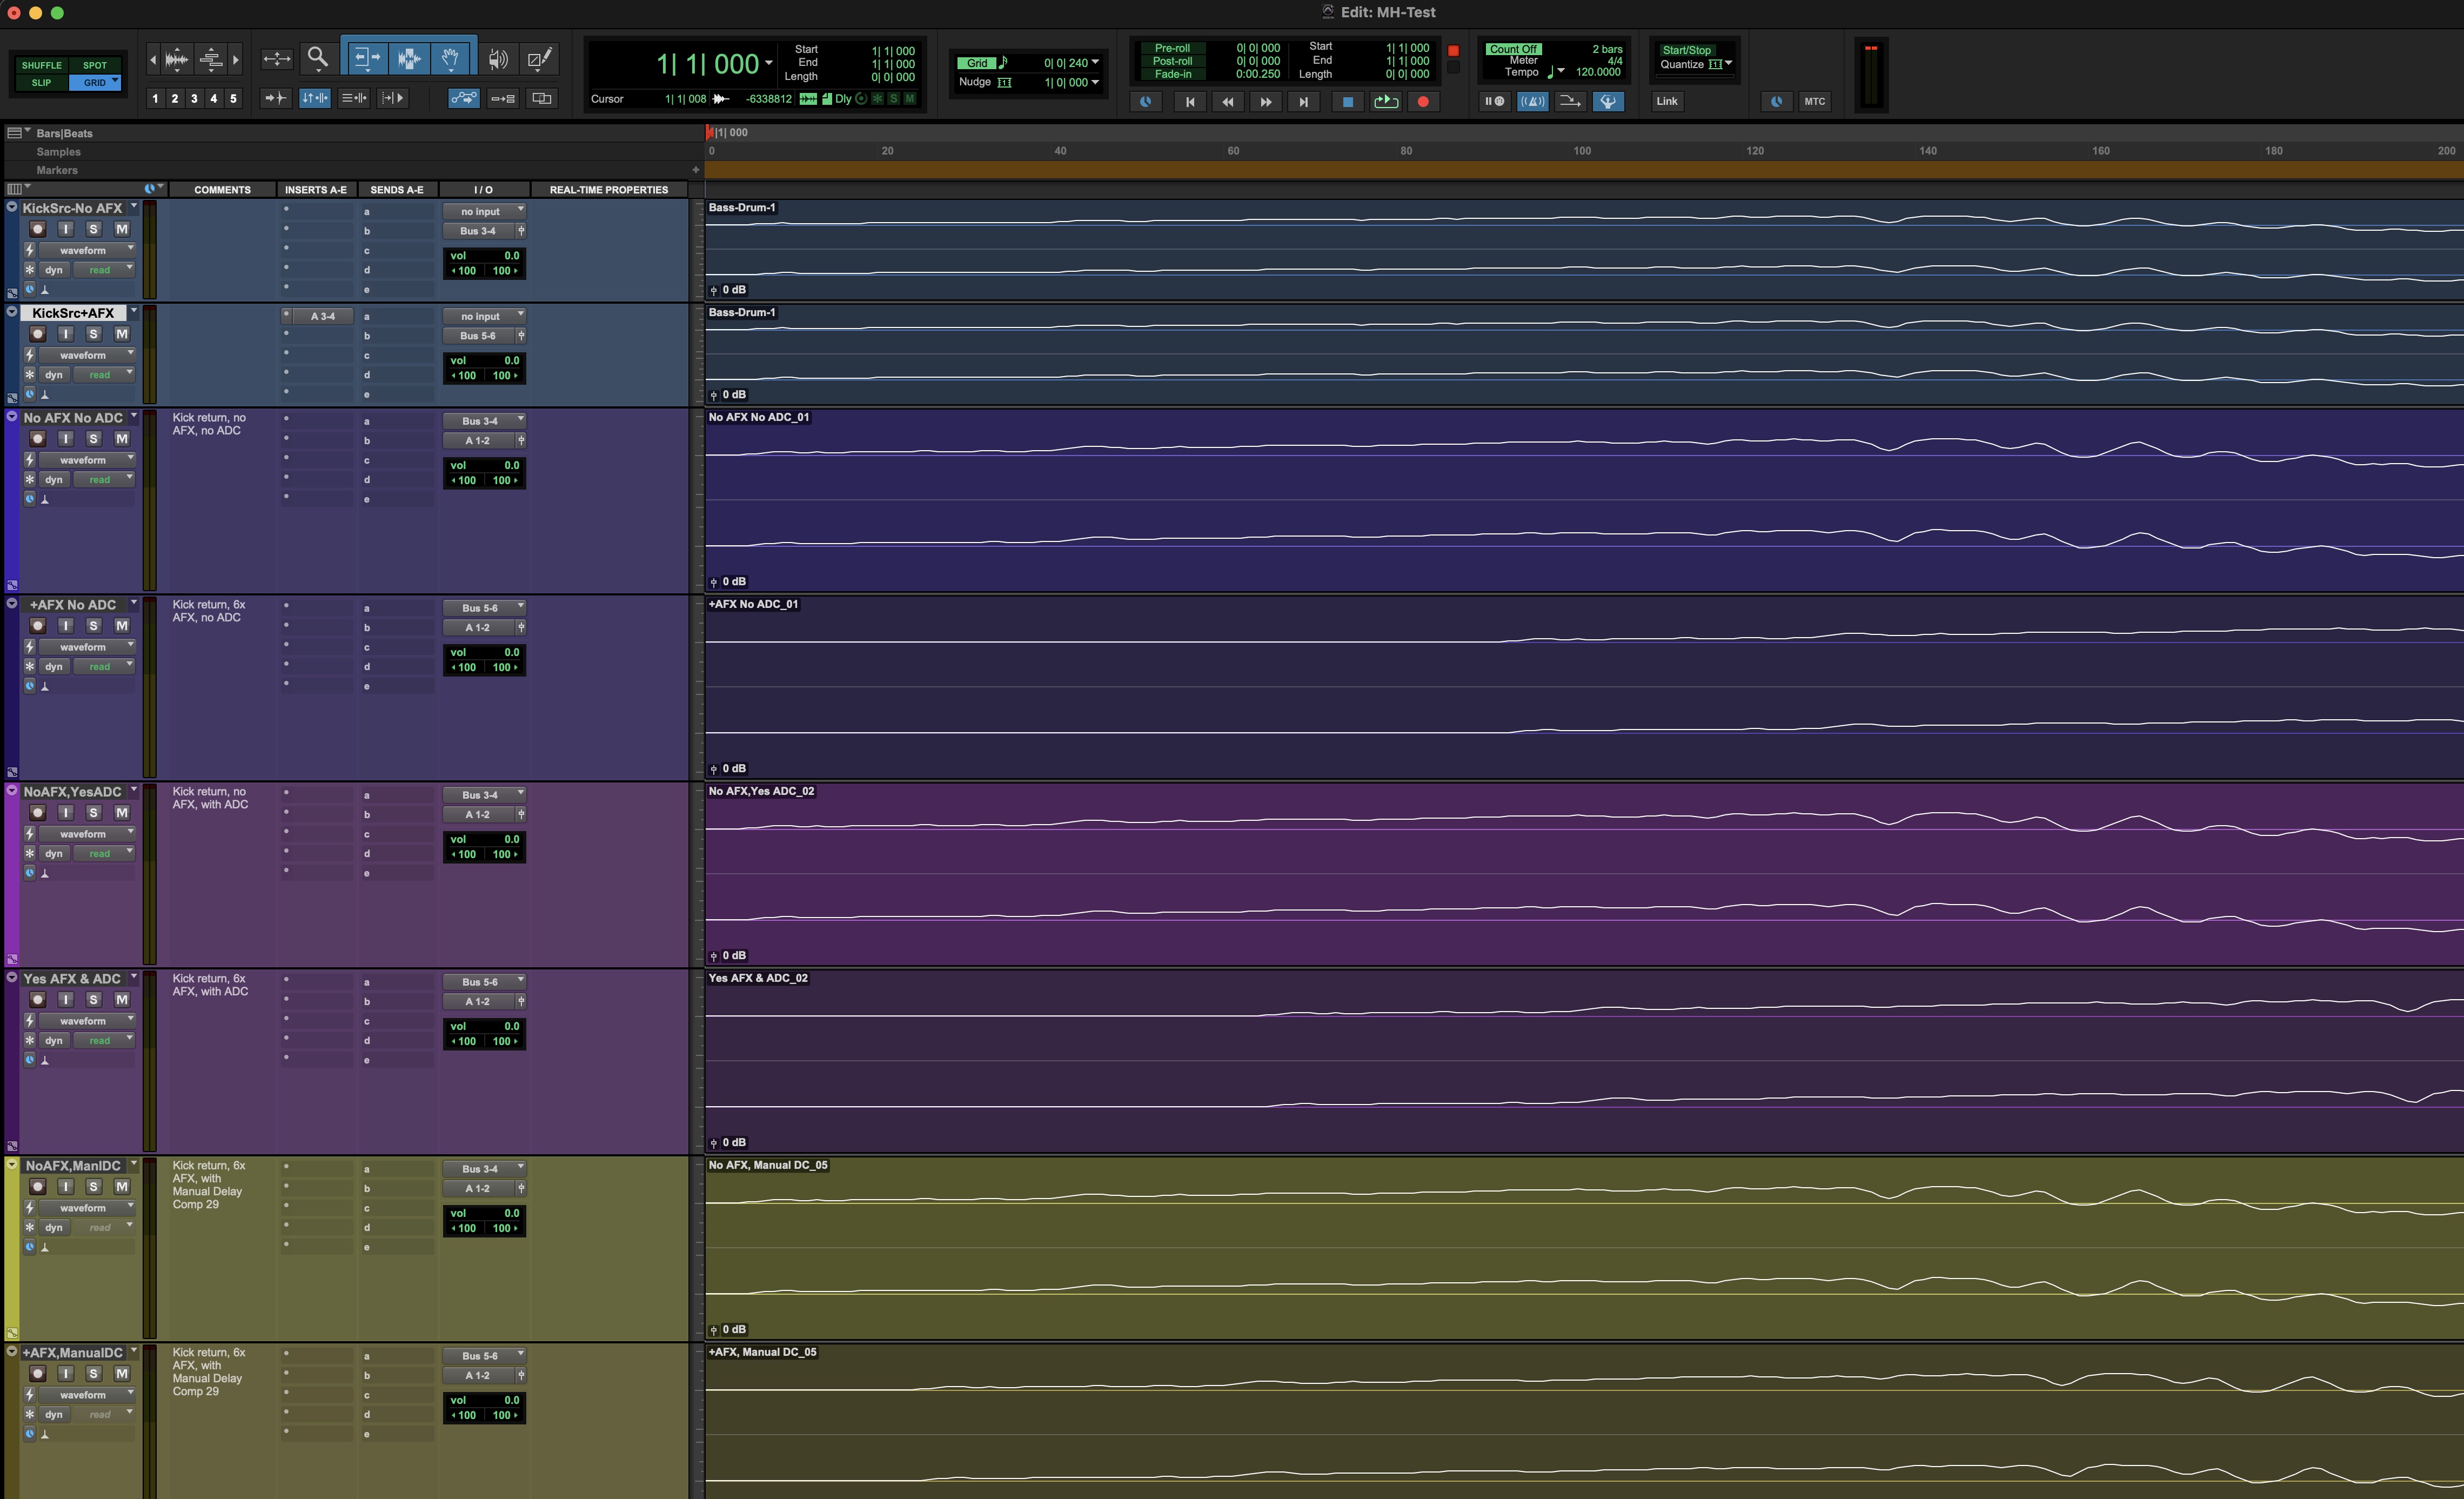 Edit: MH-Test
SHUFFLE SPOT
SLIP GRID
1 2 3 4 5
1| 1| 000
Start 1| 1| 000
End 1| 1| 000
Length 0| 0| 000
Cursor 1| 1| 008 -6338812 Dly S M
Grid 0| 0| 240
Nudge 1| 0| 000
Pre-roll 0| 0| 000 Start 1| 1| 000
Post-roll 0| 0| 000 End 1| 1| 000
Fade-in 0:00.250 Length 0| 0| 000
Count Off 2 bars
Meter 4/4
Tempo 120.0000
Start/Stop
Quantize
Link
MTC
Bars|Beats |1| 000
Samples 0 20 40 60 80 100 120 140 160 180 200
Markers
COMMENTS INSERTS A-E SENDS A-E I / O REAL-TIME PROPERTIES
KickSrc-No AFX a no input Bass-Drum-1
I S M b Bus 3-4
waveform c vol 0.0
dyn read d 100 100
e 0 dB
KickSrc+AFX A 3-4 a no input Bass-Drum-1
I S M b Bus 5-6
waveform c vol 0.0
dyn read d 100 100
e 0 dB
No AFX No ADC Kick return, no a Bus 3-4 No AFX No ADC_01
AFX, no ADC
I S M b A 1-2
waveform c vol 0.0
dyn read d 100 100
e
0 dB
+AFX No ADC Kick return, 6x a Bus 5-6 +AFX No ADC_01
AFX, no ADC
I S M b A 1-2
waveform c vol 0.0
dyn read d 100 100
e
0 dB
NoAFX,YesADC Kick return, no a Bus 3-4 No AFX,Yes ADC_02
AFX, with ADC
I S M b A 1-2
waveform c vol 0.0
dyn read d 100 100
e
0 dB
Yes AFX & ADC Kick return, 6x a Bus 5-6 Yes AFX & ADC_02
AFX, with ADC
I S M b A 1-2
waveform c vol 0.0
dyn read d 100 100
e
0 dB
NoAFX,ManlDC Kick return, 6x a Bus 3-4 No AFX, Manual DC_05
AFX, with
I S M Manual Delay b A 1-2
waveform Comp 29 c vol 0.0
dyn read d 100 100
e
0 dB
+AFX,ManualDC Kick return, 6x a Bus 5-6 +AFX, Manual DC_05
AFX, with
I S M Manual Delay b A 1-2
waveform Comp 29 c vol 0.0
dyn read d 100 100
e